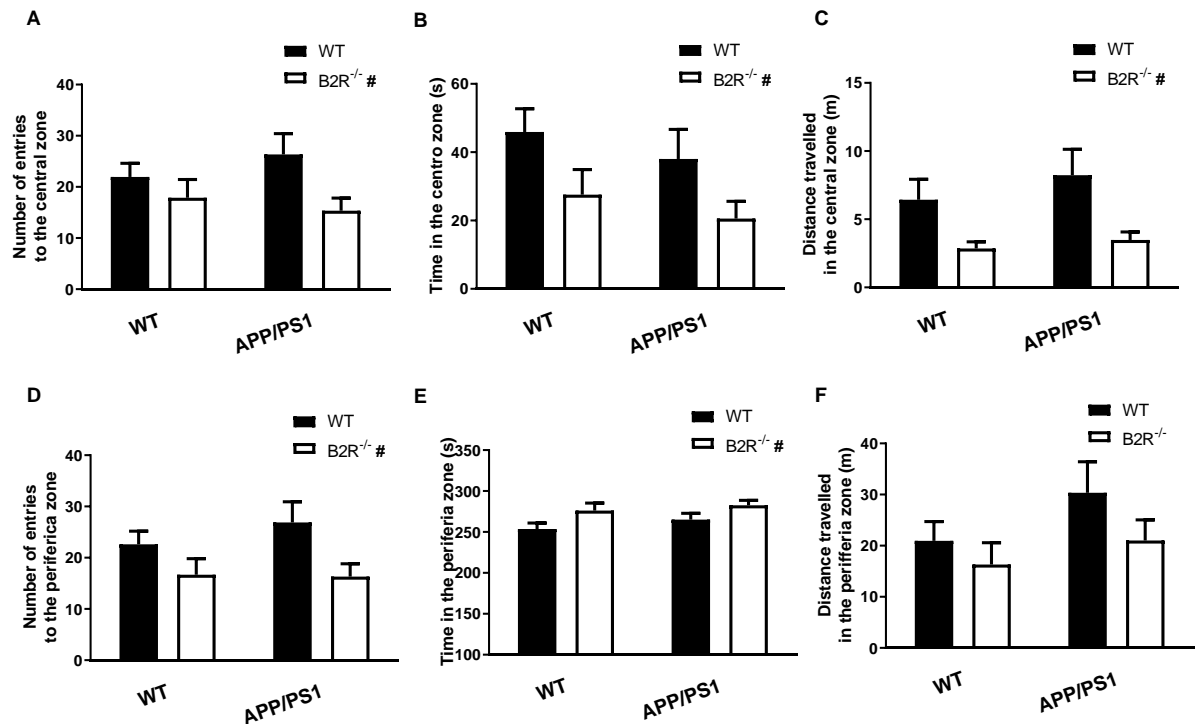 A
WT
B2R-/- #
Number of entries
to the central zone
40
30
20
10
0
WT
APP/PS1
B
WT
B2R-/- #
Time in the centro zone (s)
60
40
20
0
WT
APP/PS1
C
WT
B2R-/- #
Distance travelled
in the central zone (m)
15
10
5
0
WT
APP/PS1
D
WT
B2R-/- #
Number of entries
to the periferica zone
40
30
20
10
0
WT
APP/PS1
E
WT
B2R-/- #
Time in the periferia zone (s)
350
300
250
200
150
100
WT
APP/PS1
F
WT
B2R-/-
Distance travelled
in the perifferia zone (m)
40
30
20
10
0
WT
APP/PS1